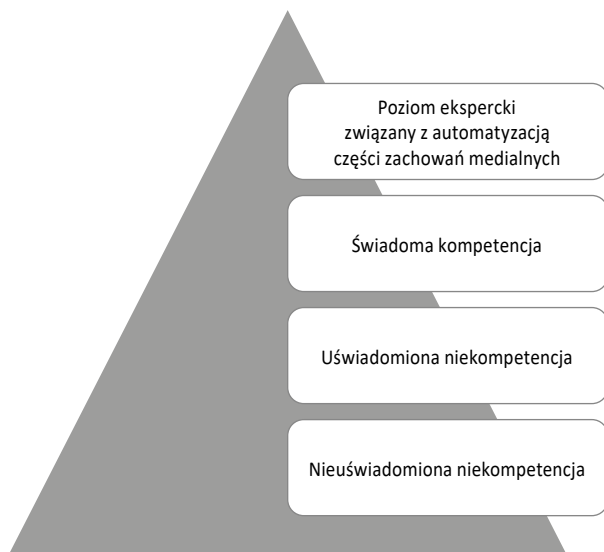 Poziom ekspercki
związany z automatyzacją
części zachowań medialnych
Świadoma kompetencja
Uświadomiona niekompetencja
Nieuświadomiona niekompetencja